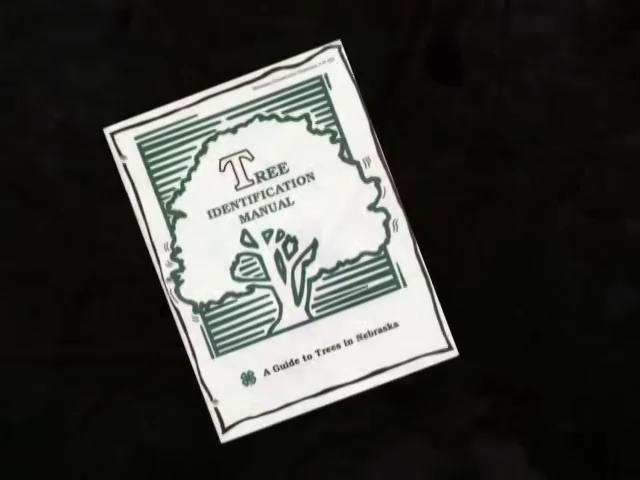 TREE
IDENTIFICATION
MANUAL
A Guide to Trees in Nebraska